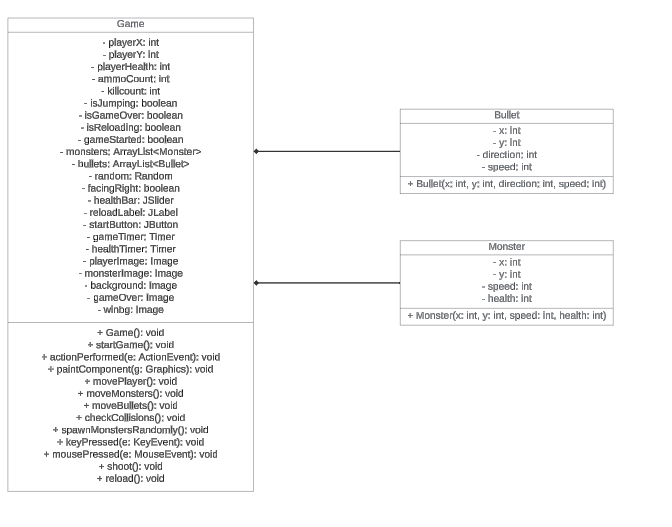 Game
- playerX: int
- playerY: int
- playerHealth: int
- ammoCount: int
- killcount: int
- isJumping: boolean
- isGameOver: boolean
- isReloading: boolean
- gameStarted: boolean
- monsters: ArrayList<Monster>
- bullets: ArrayList<Bullet>
- random: Random
- facingRight: boolean
- healthBar: JSlider
- reloadLabel: JLabel
- startButton: JButton
- gameTimer: Timer
- healthTimer: Timer
- playerImage: Image
- monsterImage: Image
- background: Image
- gameOver: Image
- winbg: Image
+ Game(): void
+ startGame(): void
+ actionPerformed(e: ActionEvent): void
+ paintComponent(g: Graphics): void
+ movePlayer(): void
+ moveMonsters(): void
+ moveBullets(): void
+ checkCollisions(): void
+ spawnMonstersRandomly(): void
+ keyPressed(e: KeyEvent): void
+ mousePressed(e: MouseEvent): void
+ shoot(): void
+ reload(): void
Bullet
- x: int
- y: int
- direction: int
- speed: int
+ Bullet(x: int, y: int, direction: int, speed: int)
Monster
- x: int
- y: int
- speed: int
- health: int
+ Monster(x: int, y: int, speed: int, health: int)